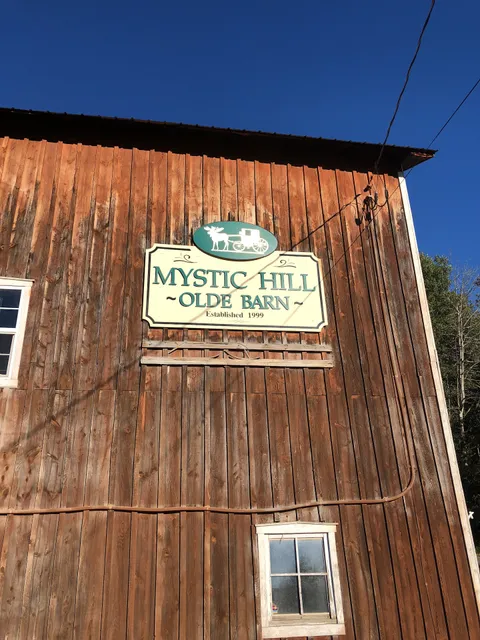 MYSTIC HILL
~OLDE BARN~
Established 1999